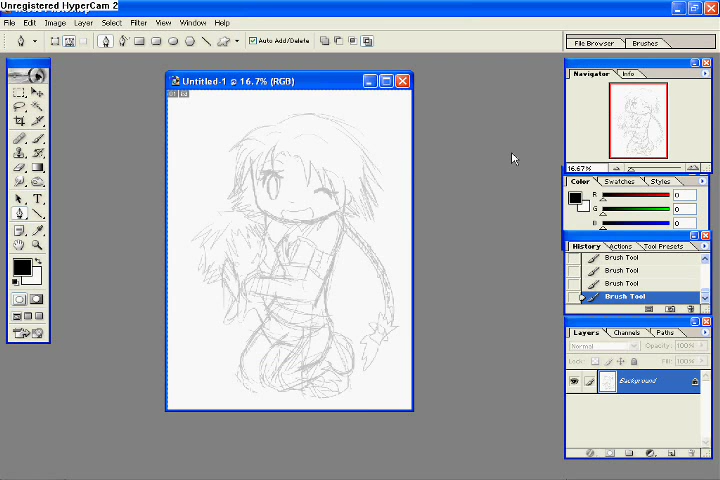 Unregistered HyperCam 2
File Edit Image Layer Select Filter View Window Help
Auto Add/Delete
File Browser Brushes
Untitled-1 @ 16.7% (RGB)
01 02
Navigator Info
16.67%
Color Swatches Styles
R 0
G 0
B 0
History Actions Tool Presets
Brush Tool
Brush Tool
Brush Tool
Brush Tool
Layers Channels Paths
Normal Opacity: 100%
Lock: Fill: 100%
Background